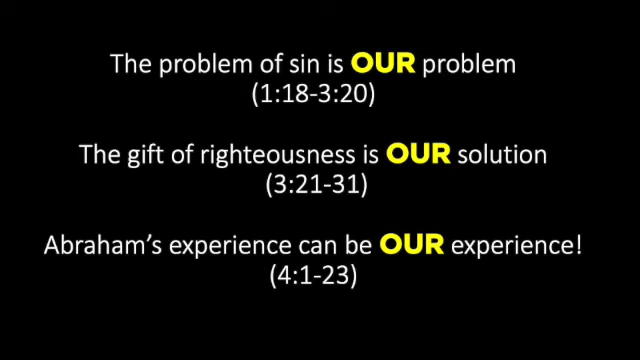 The problem of sin is OUR problem
(1:18-3:20)
The gift of righteousness is OUR solution
(3:21-31)
Abraham’s experience can be OUR experience!
(4:1-23)